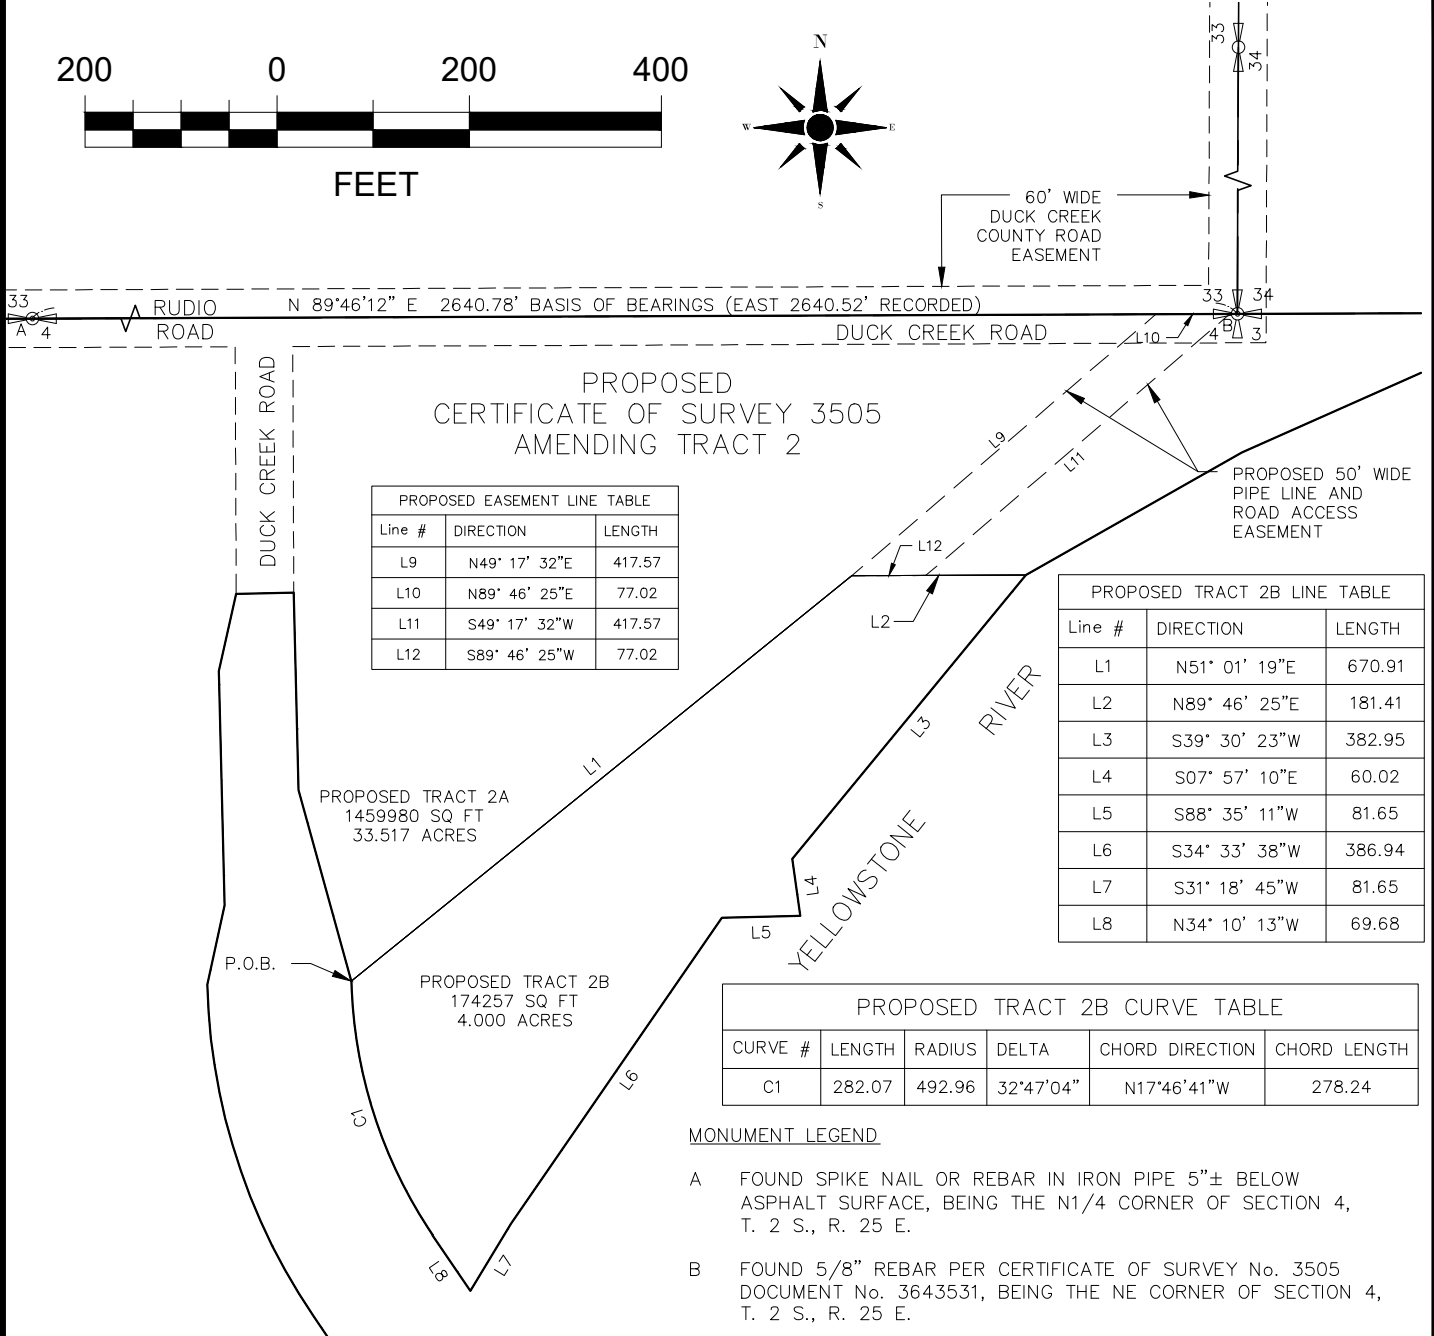 200 0 200 400
FEET
N
W E
S
33
34
60' WIDE
DUCK CREEK
COUNTY ROAD
EASEMENT
33
A 4
RUDIO
ROAD
N 89°46'12" E 2640.78' BASIS OF BEARINGS (EAST 2640.52' RECORDED)
DUCK CREEK ROAD
L10
33 34
4 B 3
DUCK CREEK ROAD
PROPOSED
CERTIFICATE OF SURVEY 3505
AMENDING TRACT 2
L9
L11
PROPOSED 50' WIDE
PIPE LINE AND
ROAD ACCESS
EASEMENT
PROPOSED EASEMENT LINE TABLE
Line # DIRECTION LENGTH
L9 N49° 17' 32"E 417.57
L10 N89° 46' 25"E 77.02
L11 S49° 17' 32"W 417.57
L12 S89° 46' 25"W 77.02
L12
L2
PROPOSED TRACT 2B LINE TABLE
Line # DIRECTION LENGTH
L1 N51° 01' 19"E 670.91
L2 N89° 46' 25"E 181.41
L3 S39° 30' 23"W 382.95
L4 S07° 57' 10"E 60.02
L5 S88° 35' 11"W 81.65
L6 S34° 33' 38"W 386.94
L7 S31° 18' 45"W 81.65
L8 N34° 10' 13"W 69.68
L1
L3
YELLOWSTONE RIVER
PROPOSED TRACT 2A
1459980 SQ FT
33.517 ACRES
L4
L5
P.O.B.
PROPOSED TRACT 2B
174257 SQ FT
4.000 ACRES
L6
C1
L8
L7
PROPOSED TRACT 2B CURVE TABLE
CURVE # LENGTH RADIUS DELTA CHORD DIRECTION CHORD LENGTH
C1 282.07 492.96 32°47'04" N17°46'41"W 278.24
MONUMENT LEGEND
A FOUND SPIKE NAIL OR REBAR IN IRON PIPE 5"± BELOW
ASPHALT SURFACE, BEING THE N1/4 CORNER OF SECTION 4,
T. 2 S., R. 25 E.
B FOUND 5/8" REBAR PER CERTIFICATE OF SURVEY No. 3505
DOCUMENT No. 3643531, BEING THE NE CORNER OF SECTION 4,
T. 2 S., R. 25 E.